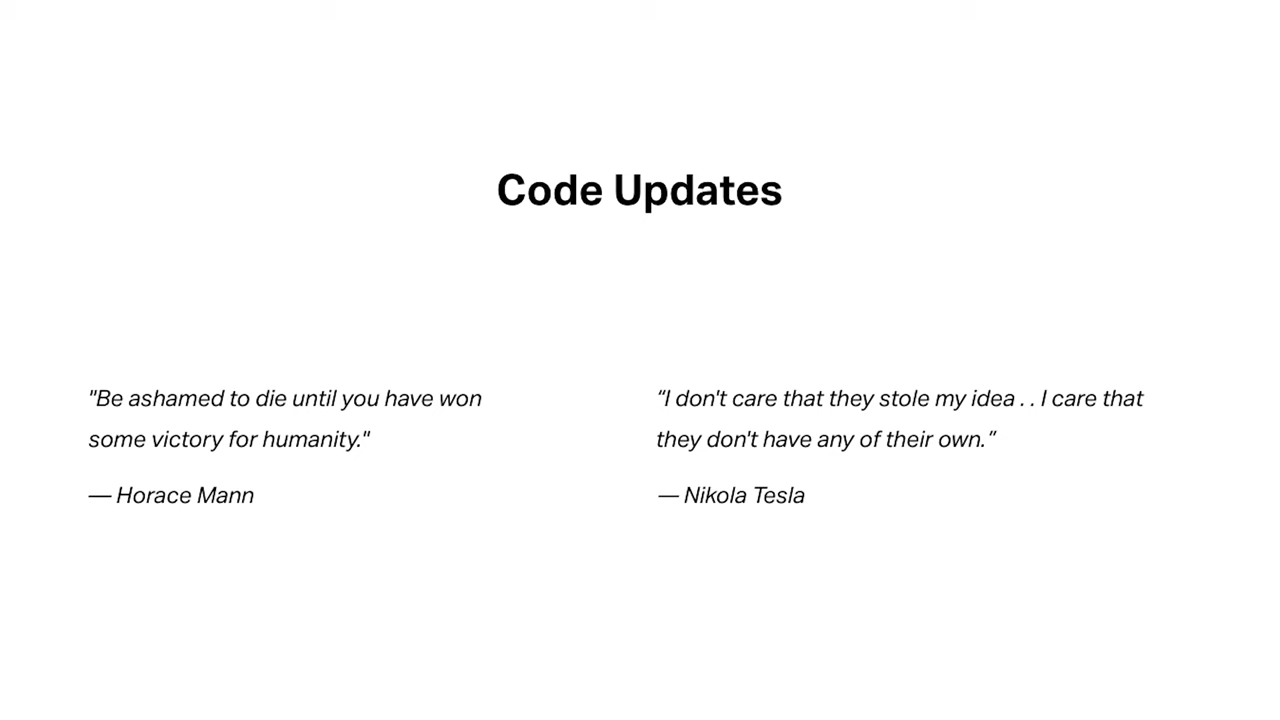 Code Updates
"Be ashamed to die until you have won
some victory for humanity."
— Horace Mann
“I don't care that they stole my idea . . I care that
they don't have any of their own.”
— Nikola Tesla